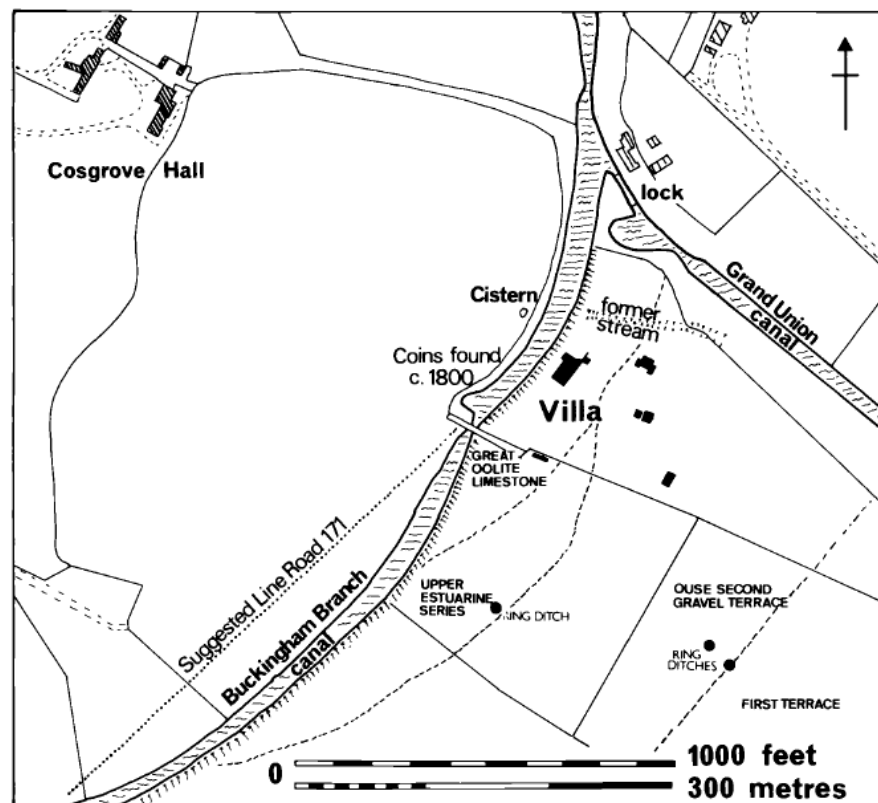 Cosgrove Hall
lock
Grand Union
canal
Cistern
former
stream
Coins found
c. 1800
Villa
GREAT
OOLITE
LIMESTONE
Suggested Line Road 171
Buckingham Branch
canal
UPPER
ESTUARINE
SERIES
RING DITCH
OUSE SECOND
GRAVEL TERRACE
RING
DITCHES
FIRST TERRACE
0
1000 feet
300 metres